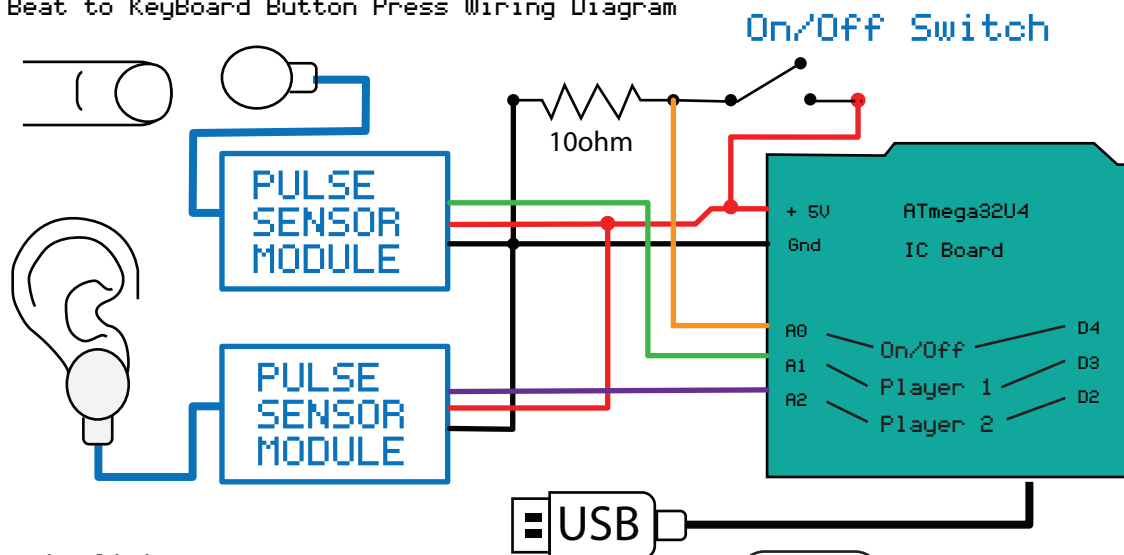 Beat to KeyBoard Button Press Wiring Diagram
On/Off Switch
10ohm
PULSE
SENSOR
MODULE
+ 5V
ATmega32U4
Gnd
IC Board
A0
On/Off
D4
A1
Player 1
D3
A2
Player 2
D2
PULSE
SENSOR
MODULE
USB